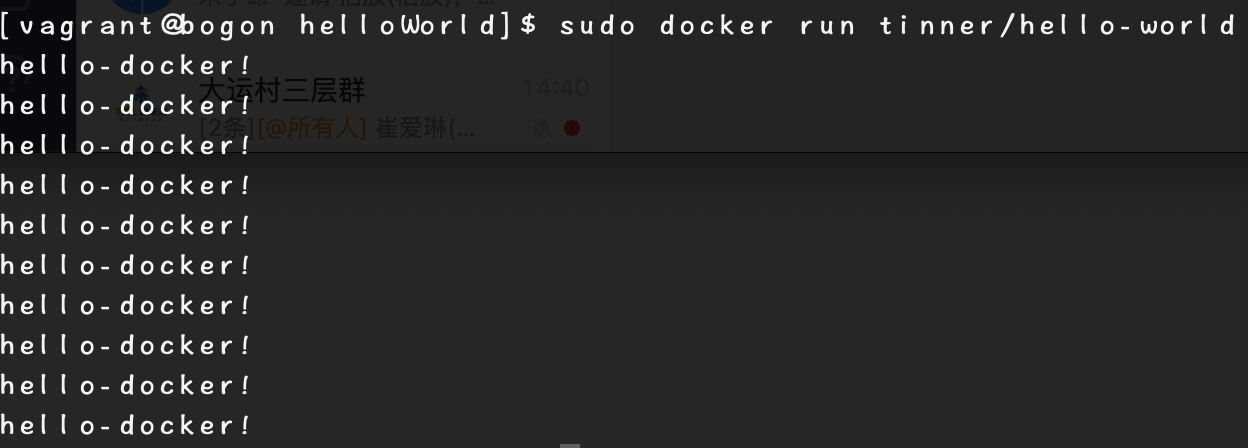 [vagrant@bogon helloWorld]$ sudo docker run tinner/hello-world
hello-docker!
hello-docker!
大运村三层群
14:40
hello-docker!
[2条][@所有人] 崔爱琳(...
hello-docker!
hello-docker!
hello-docker!
hello-docker!
hello-docker!
hello-docker!
hello-docker!